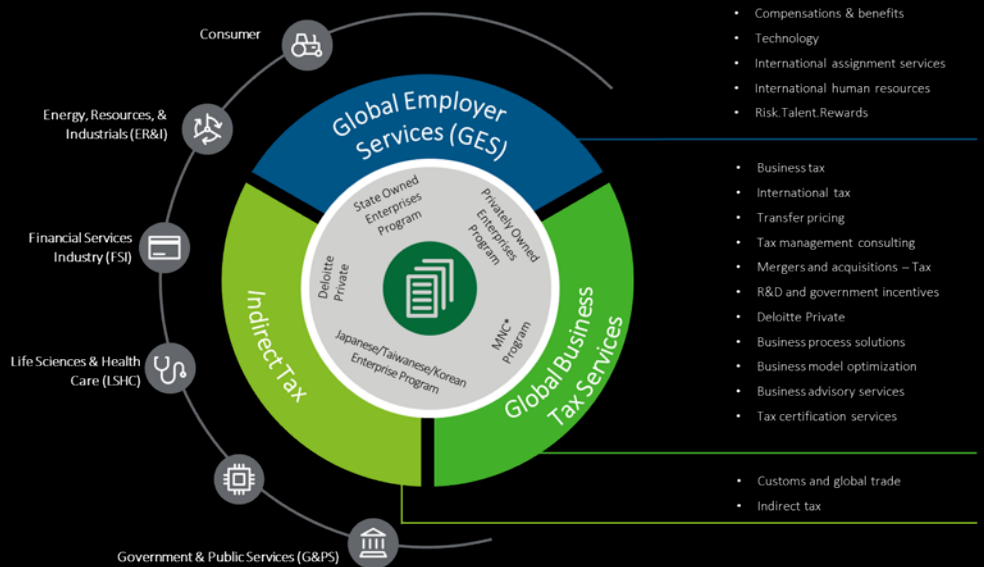 Consumer
Energy, Resources, &
Industrials (ER&I)
Financial Services
Industry (FSI)
Life Sciences & Health
Care (LSHC)
Government & Public Services (G&PS)
Global Employer
Services (GES)
Indirect Tax
Global Business
Tax Services
State Owned
Enterprises
Program
Privately Owned
Enterprises
Program
Deloitte
Private
MNC*
Program
Japanese/Taiwanese/Korean
Enterprise Program
• Compensations & benefits
• Technology
• International assignment services
• International human resources
• Risk.Talent.Rewards
• Business tax
• International tax
• Transfer pricing
• Tax management consulting
• Mergers and acquisitions – Tax
• R&D and government incentives
• Deloitte Private
• Business process solutions
• Business model optimization
• Business advisory services
• Tax certification services
• Customs and global trade
• Indirect tax